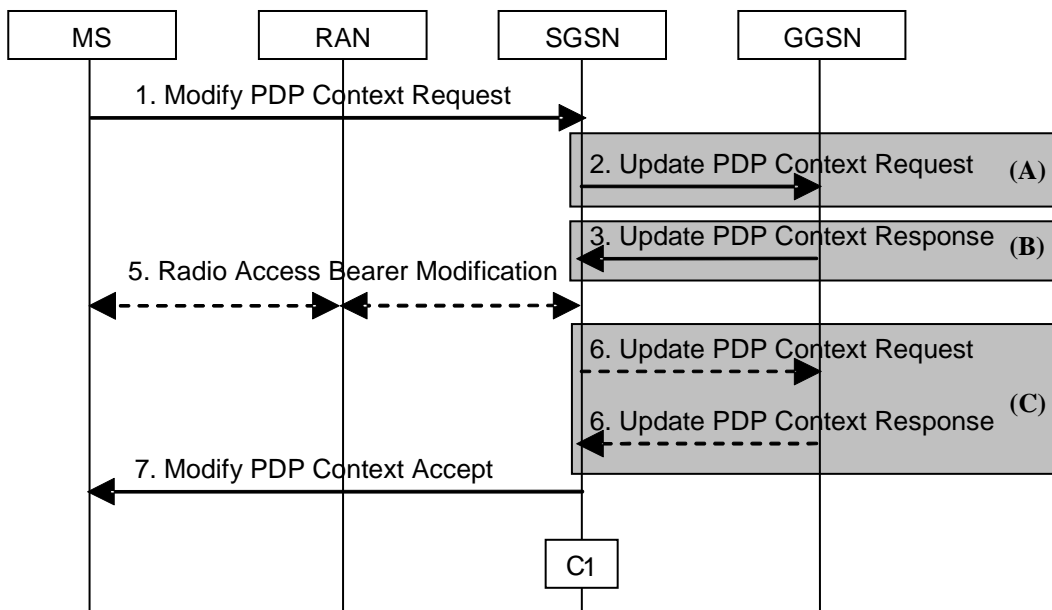 MS
RAN
SGSN
GGSN
1. Modify PDP Context Request
2. Update PDP Context Request
(A)
3. Update PDP Context Response
(B)
5. Radio Access Bearer Modification
6. Update PDP Context Request
(C)
6. Update PDP Context Response
7. Modify PDP Context Accept
C1